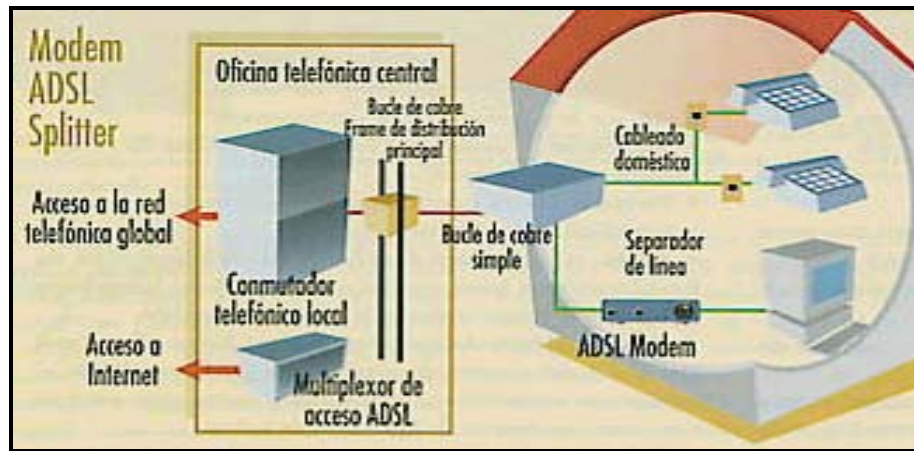 Modem
ADSL
Splitter
Oficina telefónica central
Bucle de cobre
Frame de distribución
principal
Cableado
doméstica
Acceso a la red
telefónica global
Bucle de cobre
simple
Separador
de línea
Conmutador
telefónico local
ADSL Modem
Acceso a
Internet
Multiplexor de
acceso ADSL